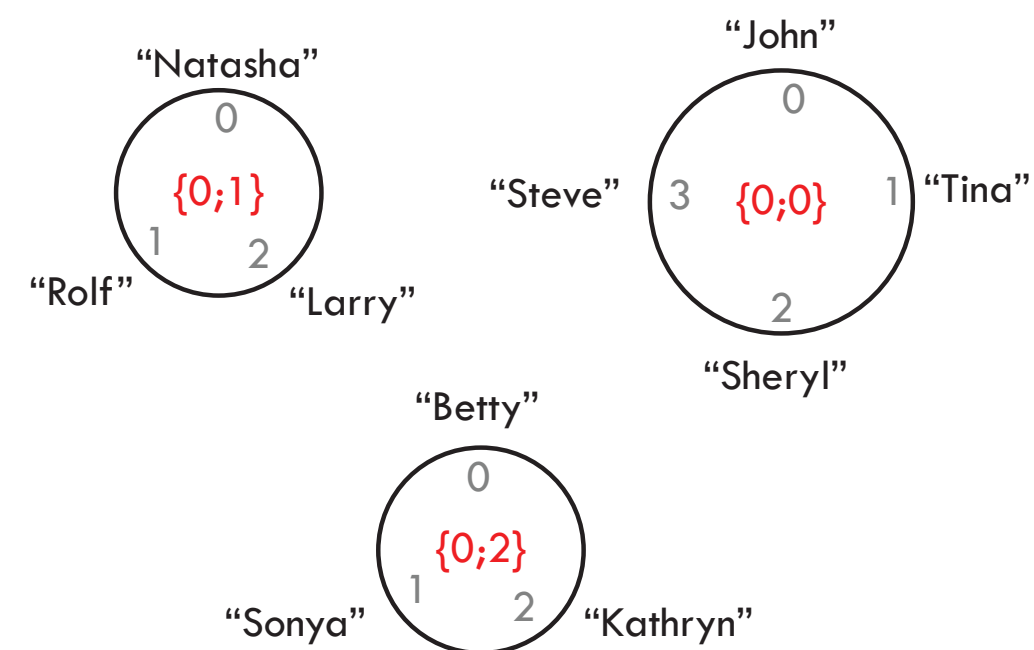 “John”
“Natasha”
0
0
“Steve” 3 {0;0} 1 “Tina”
{0;1}
1 2
“Rolf” “Larry”
2
“Sheryl”
“Betty”
0
{0;2}
1 2
“Sonya” “Kathryn”